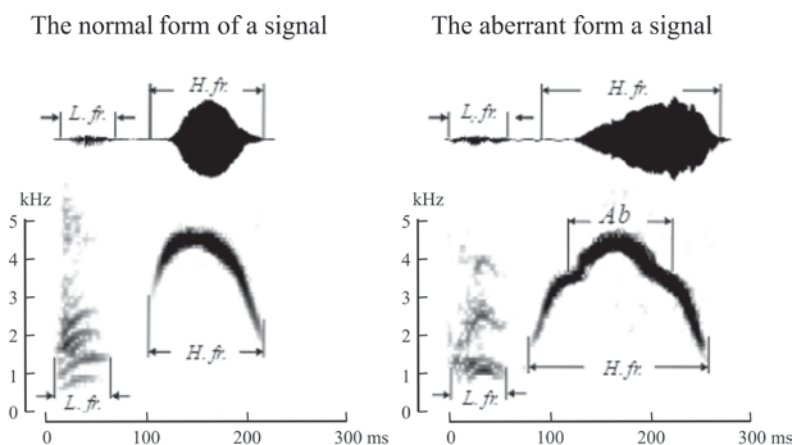 The normal form of a signal
The aberrant form a signal
H. fr.
L. fr.
kHz
5
4
3
2
1
0
H. fr.
L. fr.
0 100 200 300 ms
H. fr.
L. fr.
kHz
5
4
3
2
1
0
Ab
H. fr.
L. fr.
0 100 200 300 ms